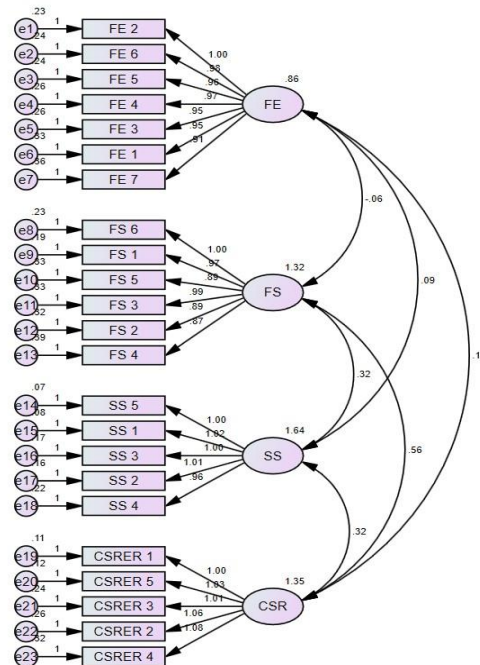 .23
e1 1 FE 2
.24
e2 1 FE 6 1.00
.24
e3 1 FE 5 .98 .86
.26
e4 1 FE 4 .96 .97 FE
.26
e5 1 FE 3 .95
.33
e6 1 FE 1 .95
.36
e7 1 FE 7 .91
-.06
.23
e8 1 FS 6
.19
e9 1 FS 1 1.00
.33
e10 1 FS 5 .97 .89 1.32 .09
.33
e11 1 FS 3 .99 FS
.32
e12 1 FS 2 .89
.39
e13 1 FS 4 .87
.1
.32
.07
e14 1 SS 5
.08
e15 1 SS 1 1.00 1.02 1.64 .56
.17
e16 1 SS 3 1.00 SS
.16
e17 1 SS 2 1.01
.22
e18 1 SS 4 .96
.32
.11
e19 1 CSRER 1
.12
e20 1 CSRER 5 1.00 1.03 1.35
.24
e21 1 CSRER 3 1.01 CSR
.26
e22 1 CSRER 2 1.06
.32
e23 1 CSRER 4 1.08